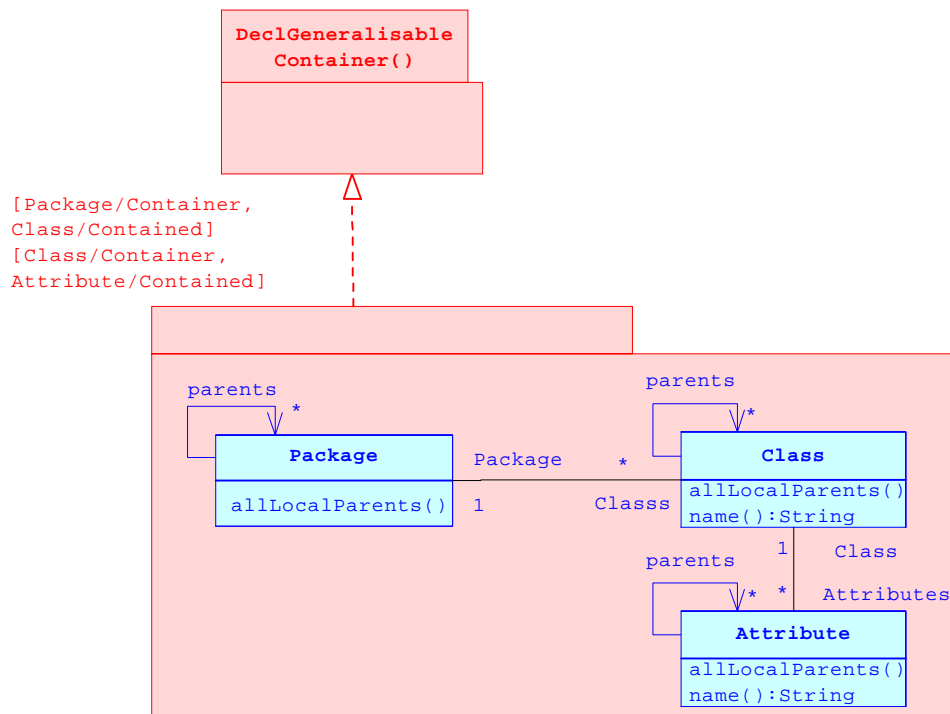 DeclGeneralisable
Container()
[Package/Container,
Class/Contained]
[Class/Container,
Attribute/Contained]
parents
*
Package
allLocalParents()
Package
1
*
Classs
parents
*
Class
allLocalParents()
name():String
1
Class
parents
*
*
Attributes
Attribute
allLocalParents()
name():String